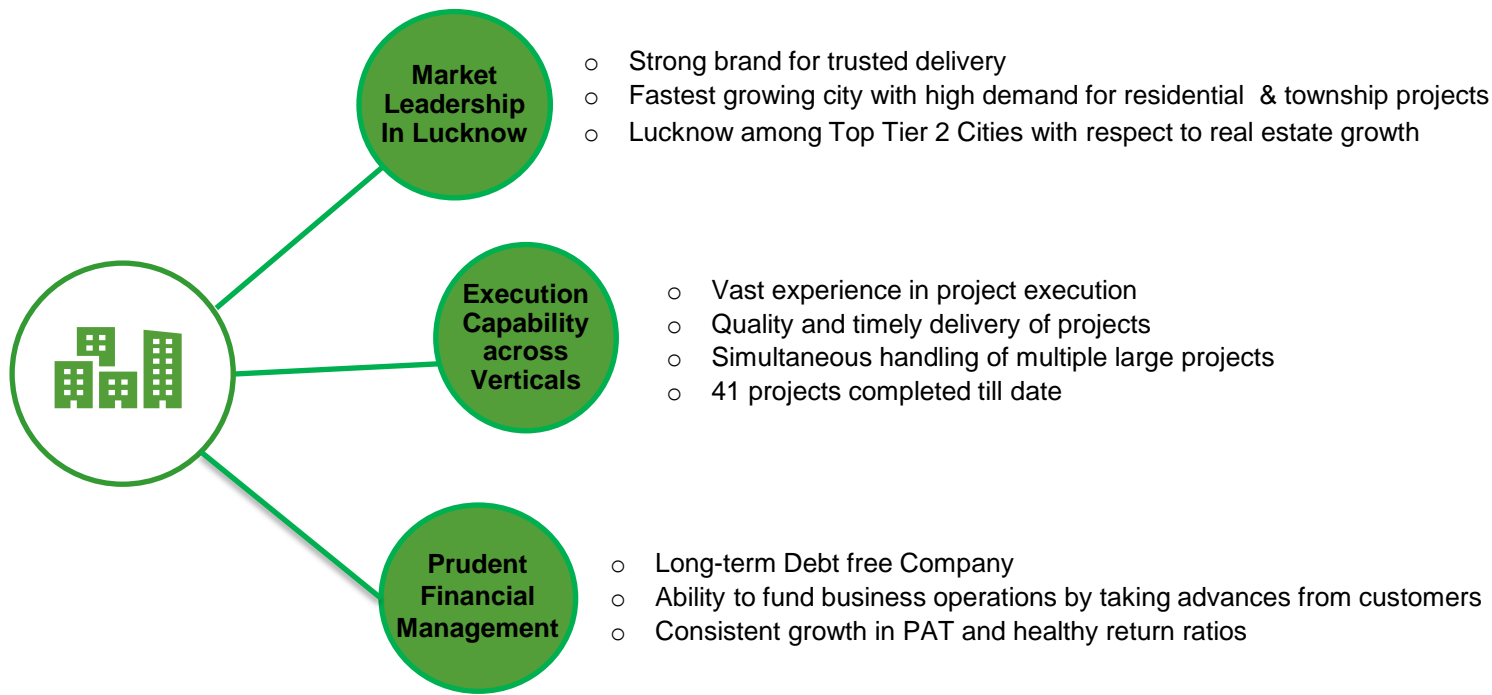 Market
Leadership
In Lucknow
o Strong brand for trusted delivery
o Fastest growing city with high demand for residential & township projects
o Lucknow among Top Tier 2 Cities with respect to real estate growth
Execution
Capability
across
Verticals
o Vast experience in project execution
o Quality and timely delivery of projects
o Simultaneous handling of multiple large projects
o 41 projects completed till date
Prudent
Financial
Management
o Long-term Debt free Company
o Ability to fund business operations by taking advances from customers
o Consistent growth in PAT and healthy return ratios